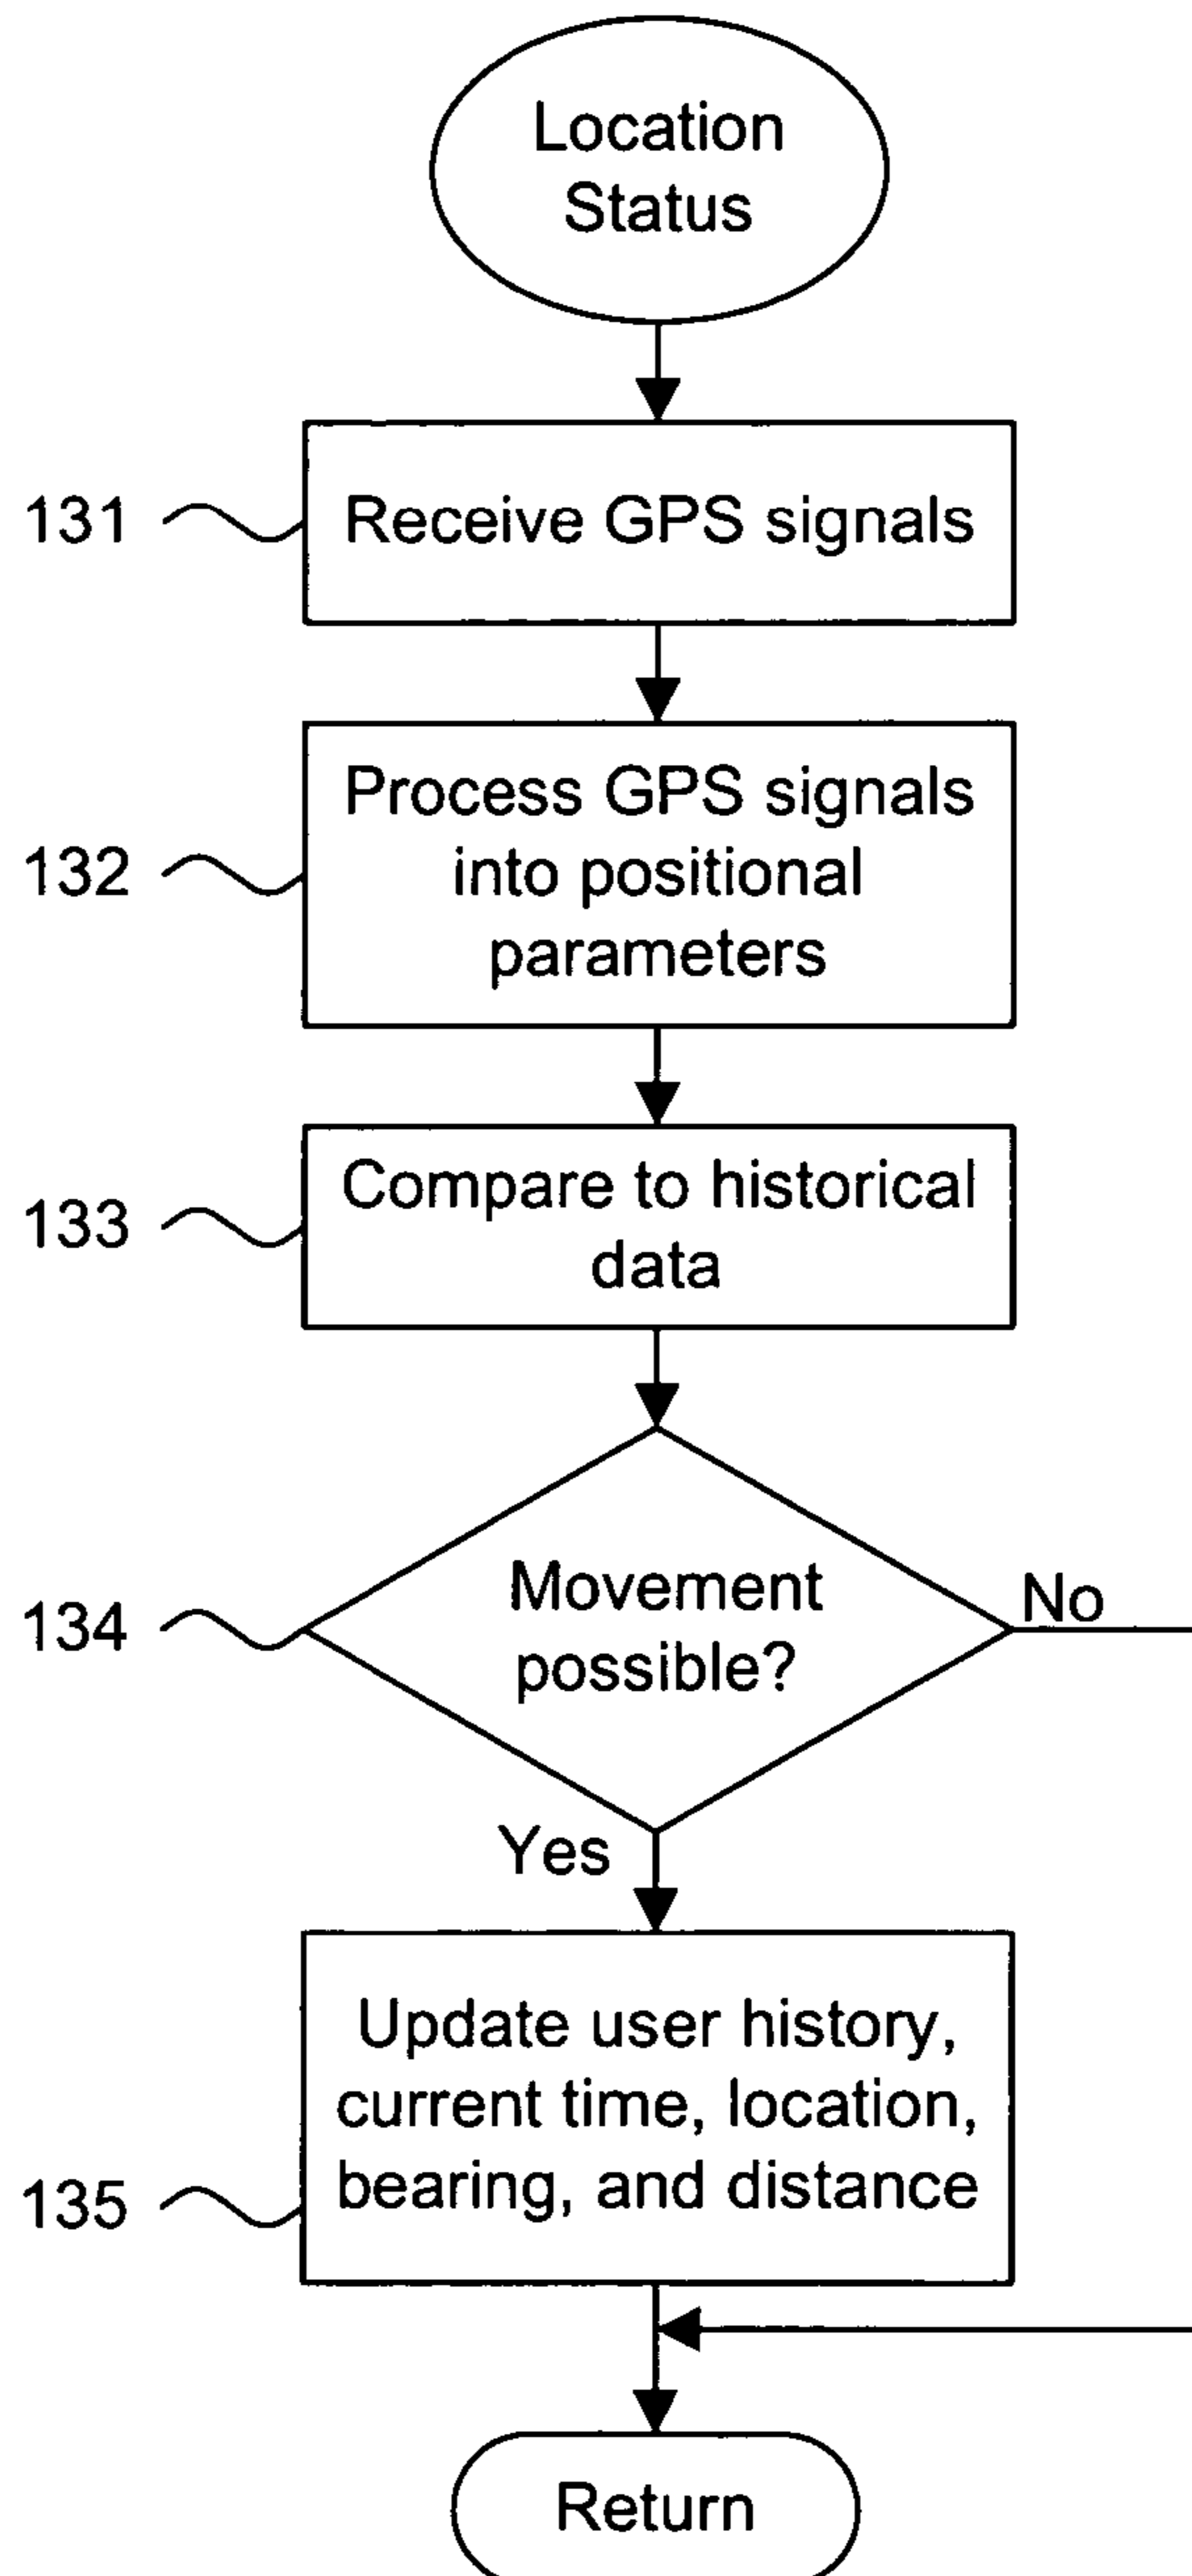 Location
Status
131
Receive GPS signals
132
Process GPS signals
into positional
parameters
133
Compare to historical
data
134
Movement
possible?
No
Yes
135
Update user history,
current time, location,
bearing, and distance
Return